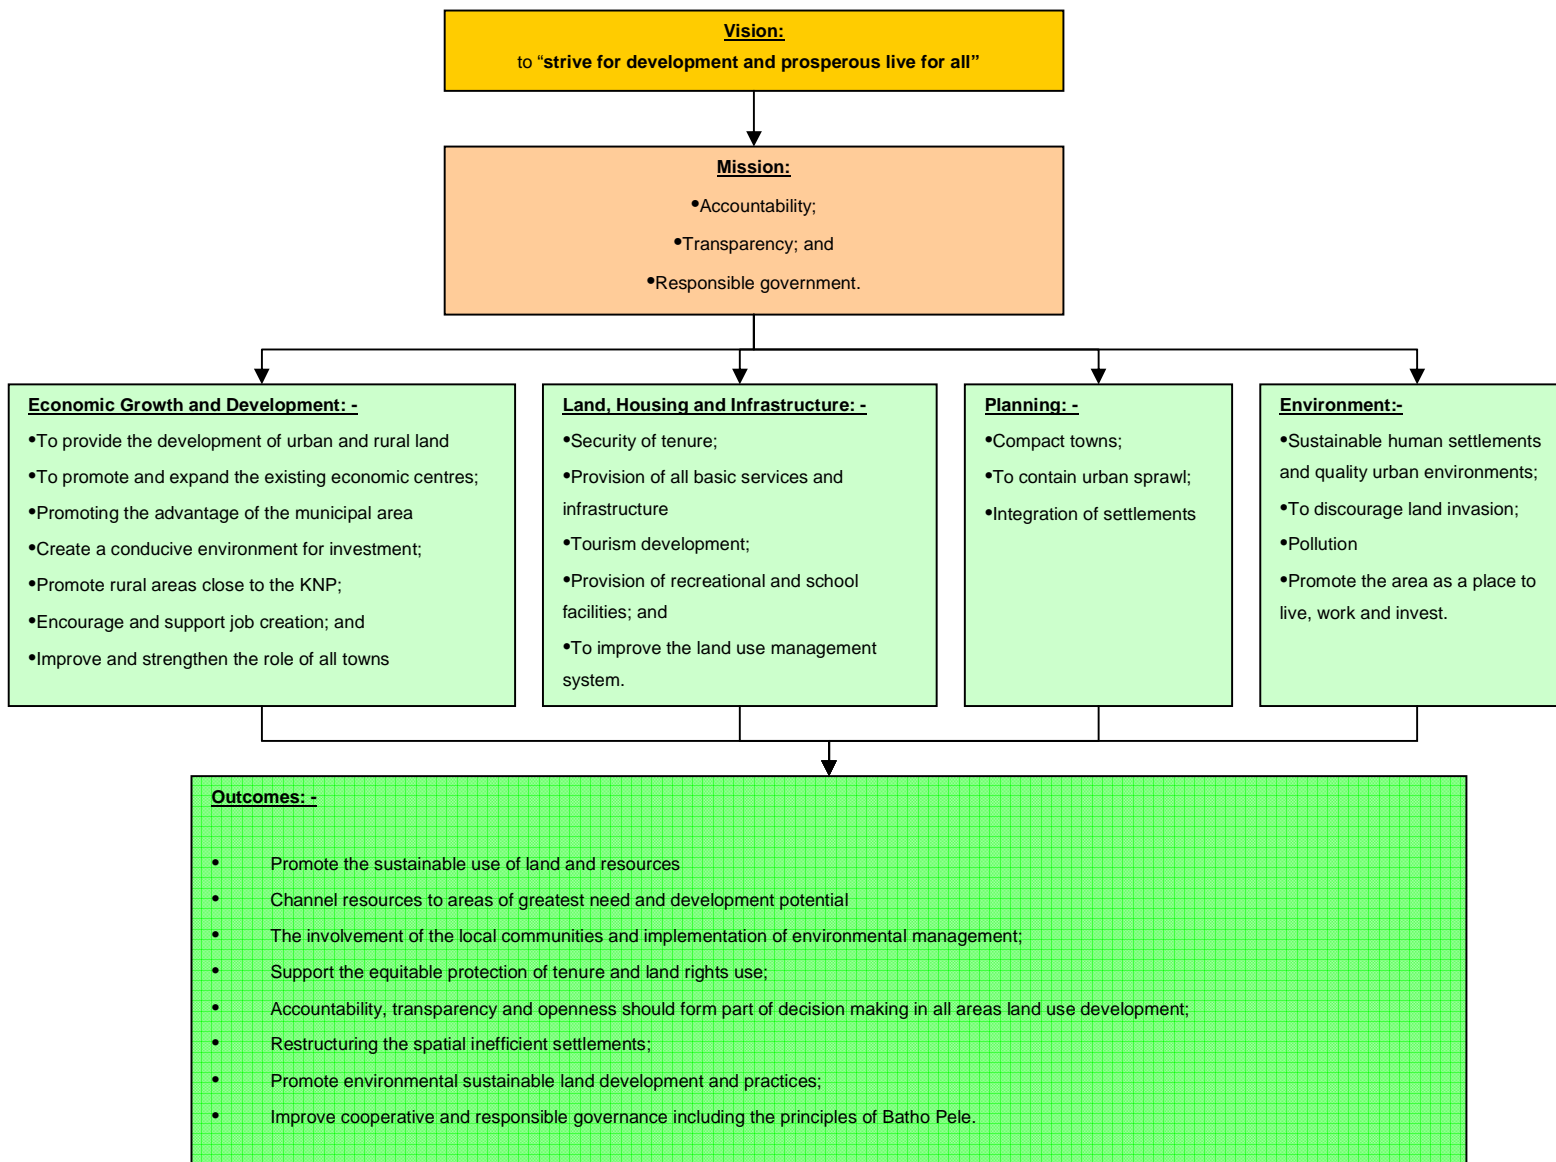 Vision:
to “strive for development and prosperous live for all”
Mission:
•Accountability;
•Transparency; and
•Responsible government.
Economic Growth and Development: -
•To provide the development of urban and rural land
•To promote and expand the existing economic centres;
•Promoting the advantage of the municipal area
•Create a conducive environment for investment;
•Promote rural areas close to the KNP;
•Encourage and support job creation; and
•Improve and strengthen the role of all towns
Land, Housing and Infrastructure: -
•Security of tenure;
•Provision of all basic services and
infrastructure
•Tourism development;
•Provision of recreational and school
facilities; and
•To improve the land use management
system.
Planning: -
•Compact towns;
•To contain urban sprawl;
•Integration of settlements
Environment:-
•Sustainable human settlements
and quality urban environments;
•To discourage land invasion;
•Pollution
•Promote the area as a place to
live, work and invest.
Outcomes: -
• Promote the sustainable use of land and resources
• Channel resources to areas of greatest need and development potential
• The involvement of the local communities and implementation of environmental management;
• Support the equitable protection of tenure and land rights use;
• Accountability, transparency and openness should form part of decision making in all areas land use development;
• Restructuring the spatial inefficient settlements;
• Promote environmental sustainable land development and practices;
• Improve cooperative and responsible governance including the principles of Batho Pele.